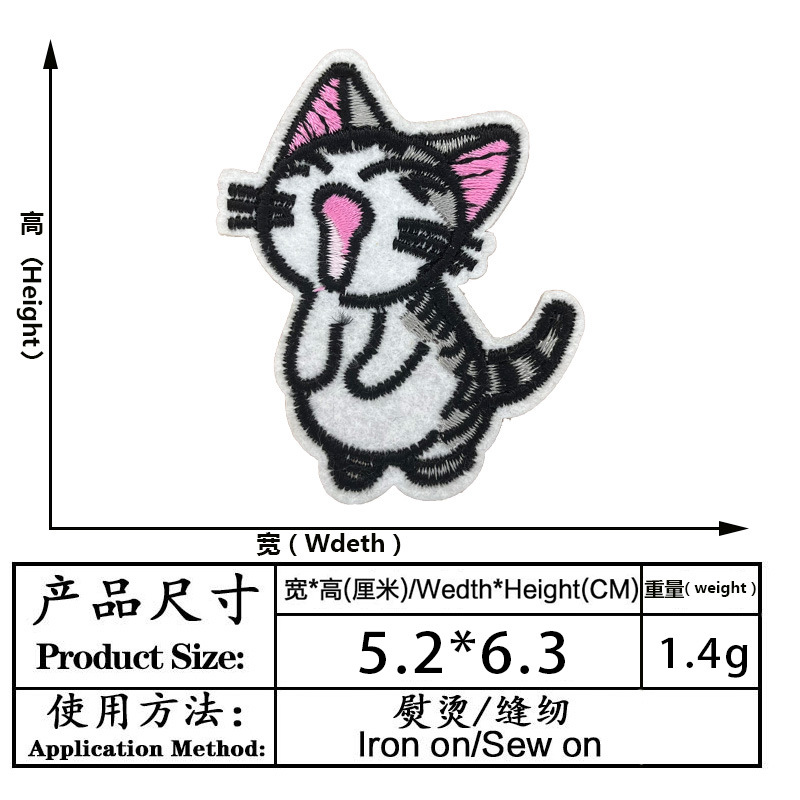 高 (Height)
宽 ( Wdeth )
产品尺寸
Product Size:
宽*高(厘米)/Wedth*Height(CM)
重量( weight )
5.2*6.3
1.4g
使用方法:
Application Method:
熨烫/缝纫
Iron on/Sew on